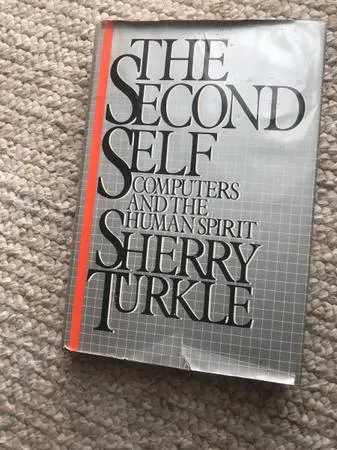 THE
SECOND
SELF
COMPUTERS
AND THE
HUMAN SPIRIT
SHERRY
TURKLE